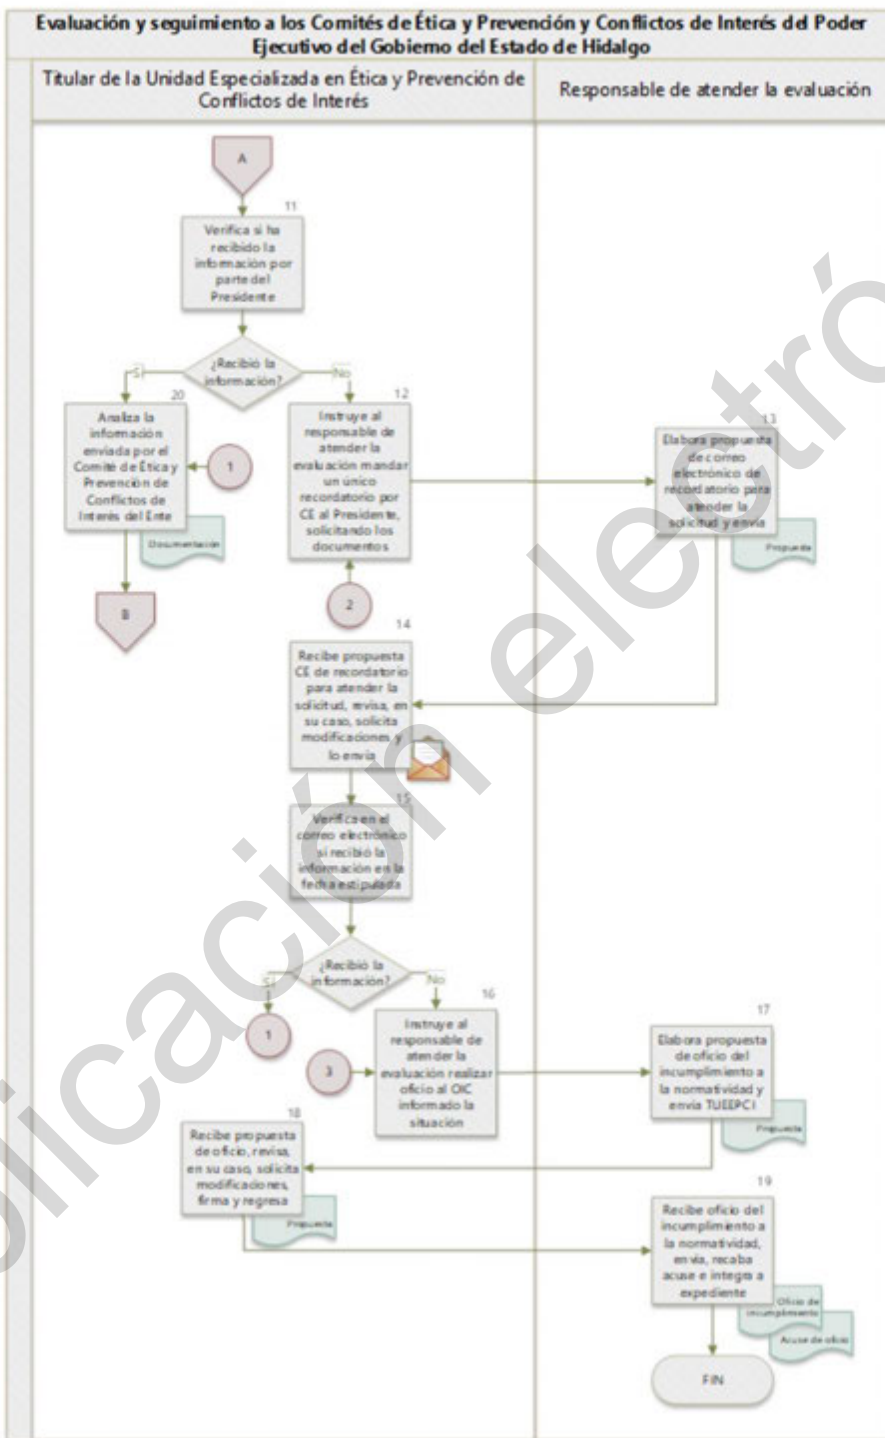 Evaluación y seguimiento a los Comités de Ética y Prevención y Conflictos de Interés del Poder
Ejecutivo del Gobierno del Estado de Hidalgo
Titular de la Unidad Especializada en Ética y Prevención de
Conflictos de Interés
Responsable de atender la evaluación
A
11
Verifica si ha
recibido la
información por
parte del
Presidente
¿Recibió la
información?
Sí
No
20
Analiza la
información
enviada por el
Comité de Ética y
Prevención de
Conflictos de
Interés del Ente
Documentación
1
B
12
Instruye al
responsable de
atender la
evaluación mandar
un único
recordatorio por
CE al Presidente,
solicitando los
documentos
2
13
Elabora propuesta
de correo
electrónico de
recordatorio para
atender la
solicitud y envía
Propuesta
14
Recibe propuesta
CE de recordatorio
para atender la
solicitud, revisa, en
su caso, solicita
modificaciones y
lo envía
15
Verifica en el
correo electrónico
si recibió la
información en la
fecha estipulada
¿Recibió la
información?
Sí
No
1
3
16
Instruye al
responsable de
atender la
evaluación realizar
oficio al OIC
informado la
situación
17
Elabora propuesta
de oficio del
incumplimiento a
la normatividad y
envía TUEEPCI
Propuesta
18
Recibe propuesta
de oficio, revisa,
en su caso, solicita
modificaciones,
firma y regresa
Propuesta
19
Recibe oficio del
incumplimiento a
la normatividad,
envía, recaba
acuse e integra a
expediente
Oficio de
incumplimiento
Acuse de oficio
FIN
plicación electró